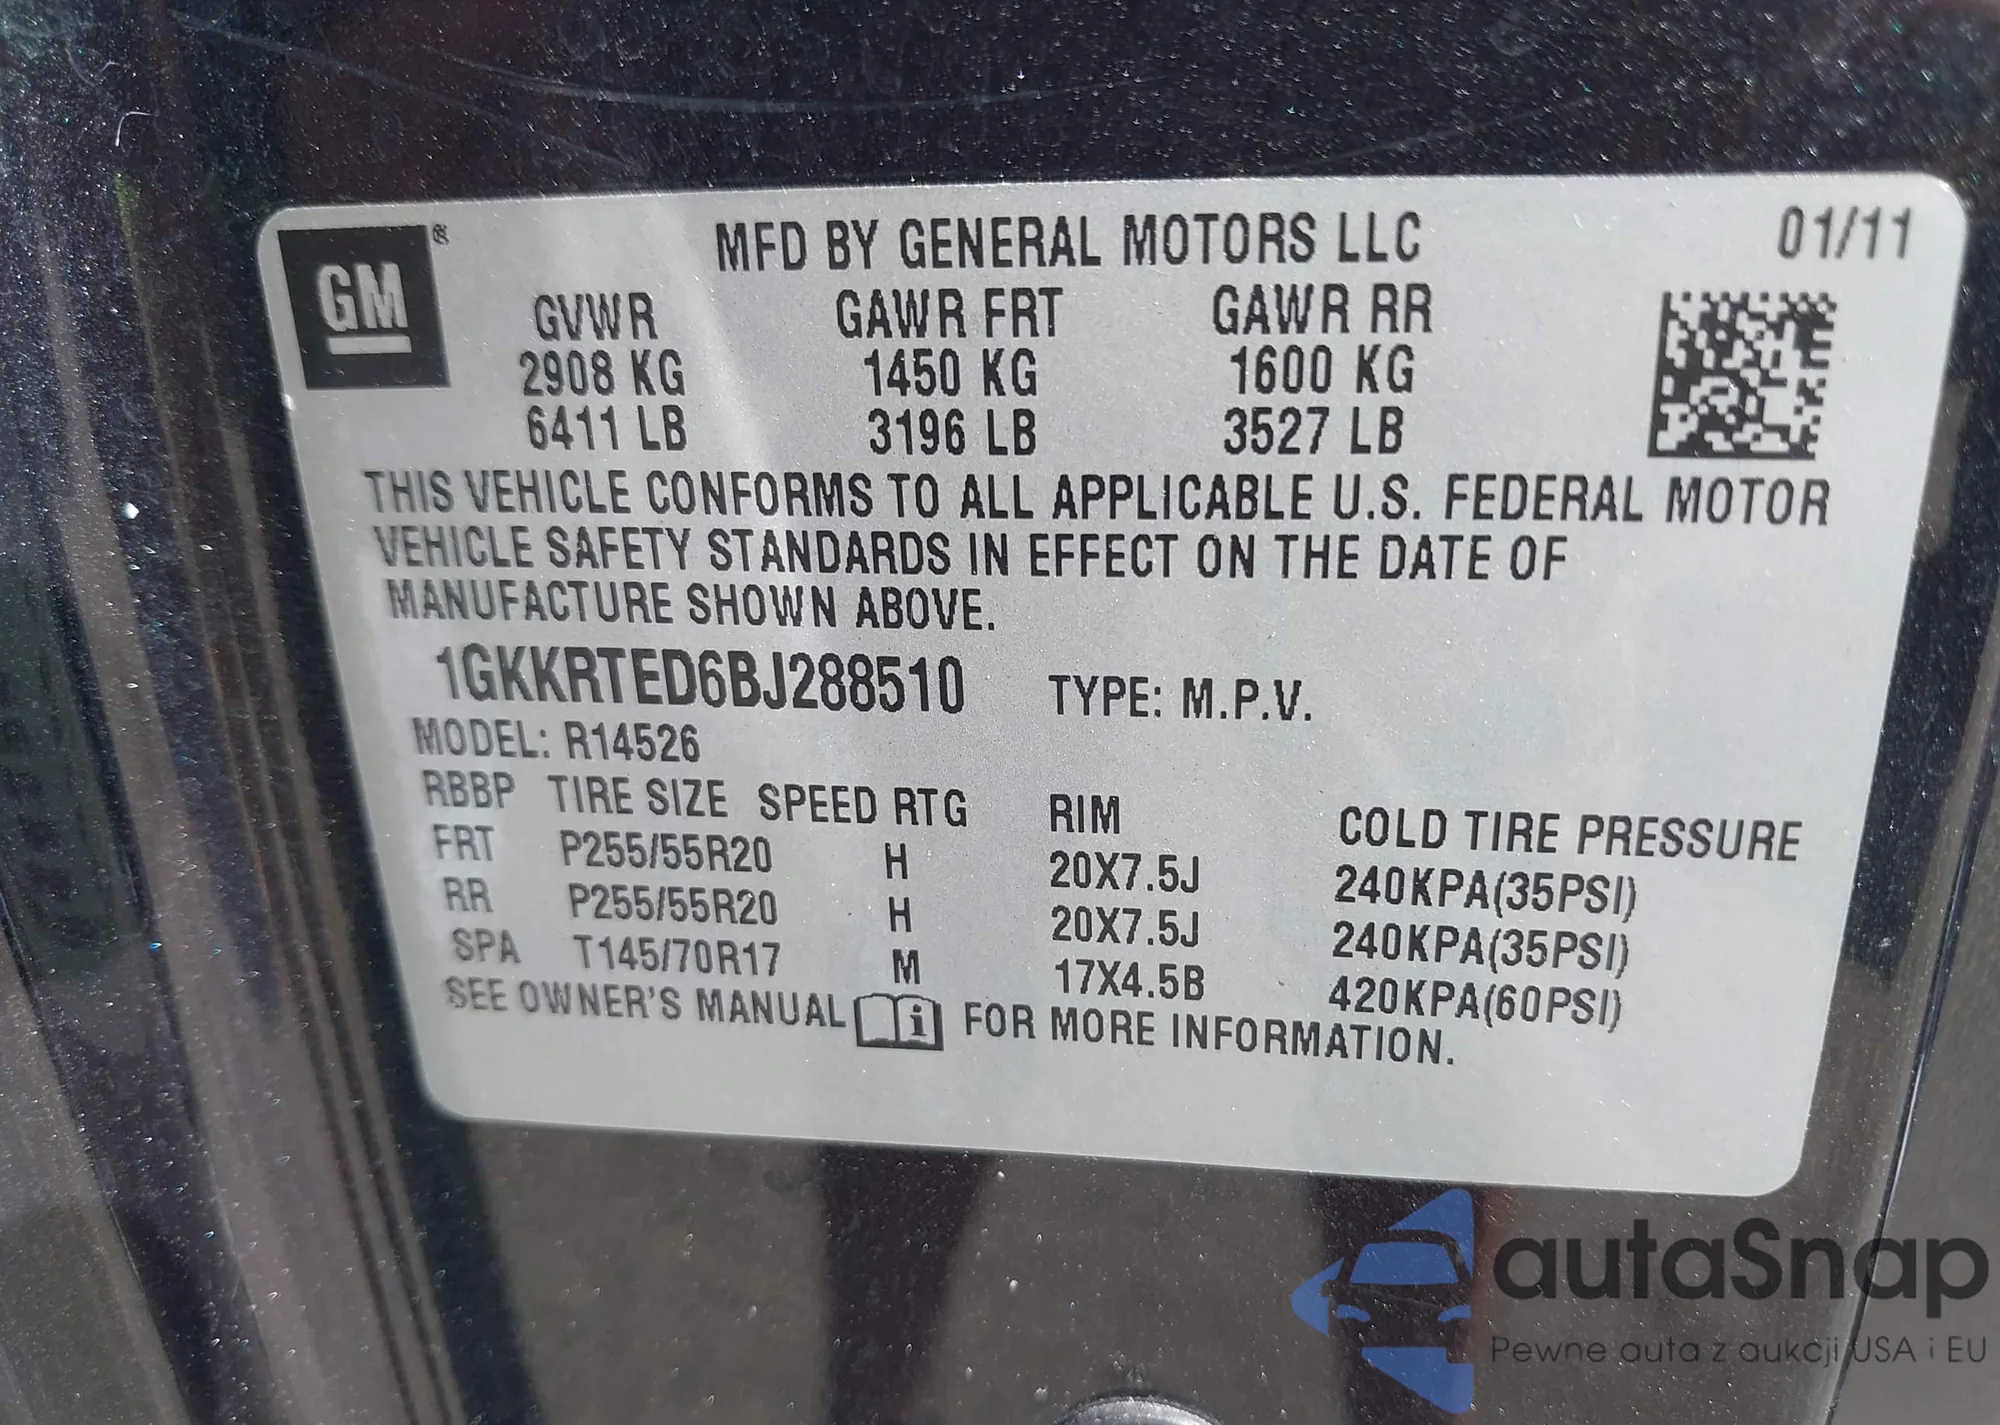 GM®
MFD BY GENERAL MOTORS LLC 01/11
GVWR GAWR FRT GAWR RR
2908 KG 1450 KG 1600 KG
6411 LB 3196 LB 3527 LB
THIS VEHICLE CONFORMS TO ALL APPLICABLE U.S. FEDERAL MOTOR
VEHICLE SAFETY STANDARDS IN EFFECT ON THE DATE OF
MANUFACTURE SHOWN ABOVE.
1GKKRTED6BJ288510 TYPE: M.P.V.
MODEL: R14526
RBBP TIRE SIZE SPEED RTG RIM COLD TIRE PRESSURE
FRT P255/55R20 H 20X7.5J 240KPA(35PSI)
RR P255/55R20 H 20X7.5J 240KPA(35PSI)
SPA T145/70R17 M 17X4.5B 420KPA(60PSI)
SEE OWNER'S MANUAL i FOR MORE INFORMATION.
autaSnap
Pewne auta z aukcji USA i EU